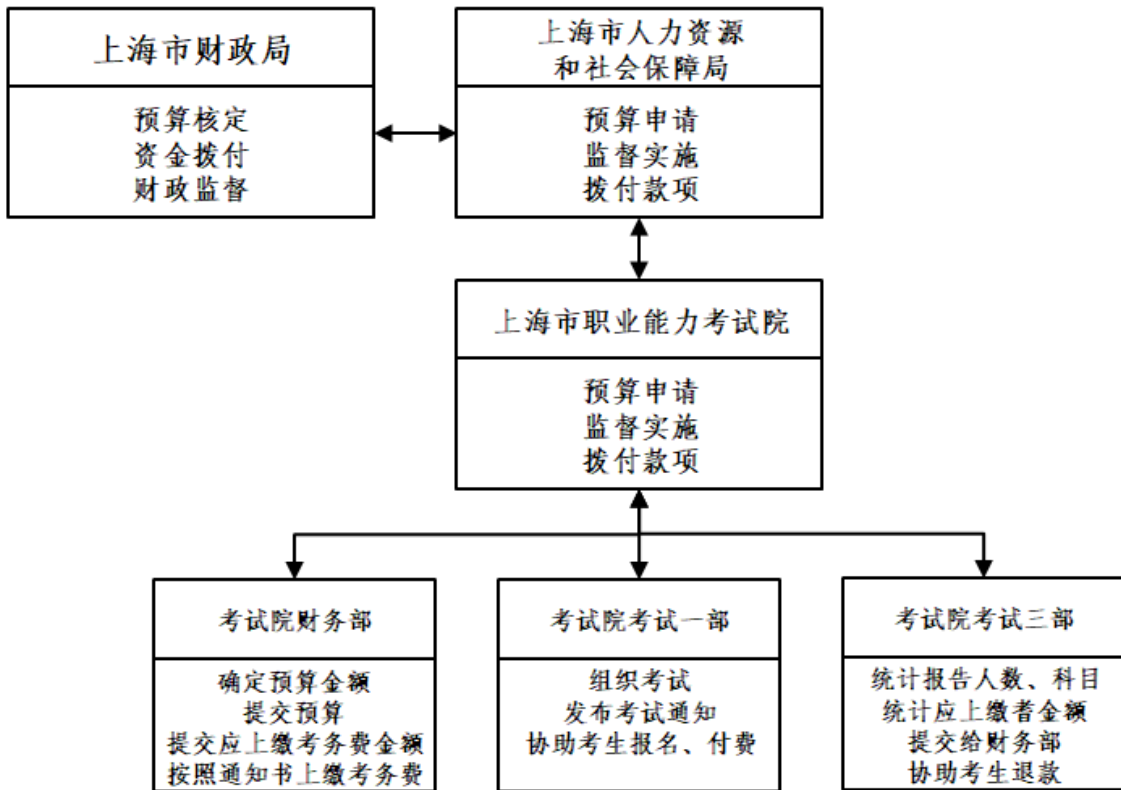 上海市财政局
预算核定
资金拨付
财政监督
上海市人力资源
和社会保障局
预算申请
监督实施
拨付款项
上海市职业能力考试院
预算申请
监督实施
拨付款项
考试院财务部
确定预算金额
提交预算
提交应上缴考务费金额
按照通知书上缴考务费
考试院考试一部
组织考试
发布考试通知
协助考生报名、付费
考试院考试三部
统计报告人数、科目
统计应上缴者金额
提交给财务部
协助考生退款